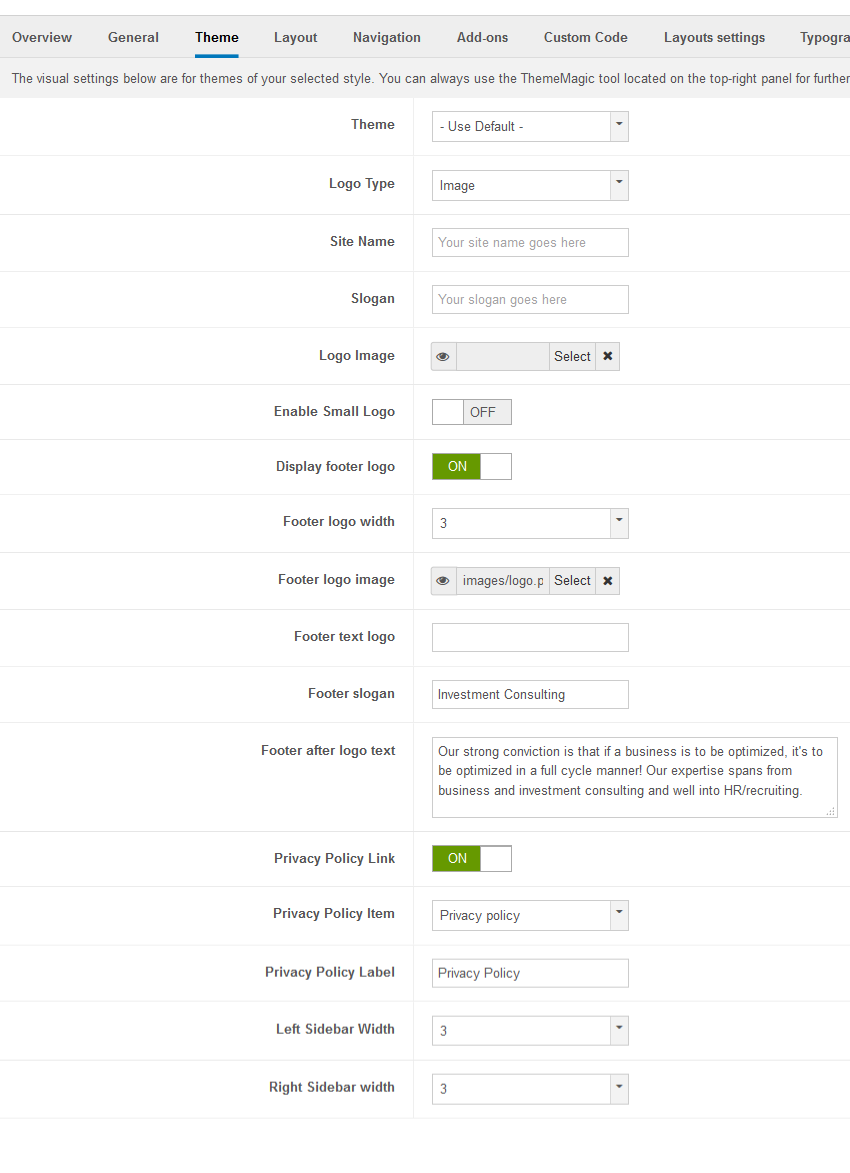 Overview General Theme Layout Navigation Add-ons Custom Code Layouts settings Typogra
The visual settings below are for themes of your selected style. You can always use the ThemeMagic tool located on the top-right panel for further
Theme - Use Default -
Logo Type Image
Site Name Your site name goes here
Slogan Your slogan goes here
Logo Image Select
Enable Small Logo OFF
Display footer logo ON
Footer logo width 3
Footer logo image images/logo.p Select
Footer text logo
Footer slogan Investment Consulting
Footer after logo text Our strong conviction is that if a business is to be optimized, it's to
be optimized in a full cycle manner! Our expertise spans from
business and investment consulting and well into HR/recruiting.
Privacy Policy Link ON
Privacy Policy Item Privacy policy
Privacy Policy Label Privacy Policy
Left Sidebar Width 3
Right Sidebar width 3